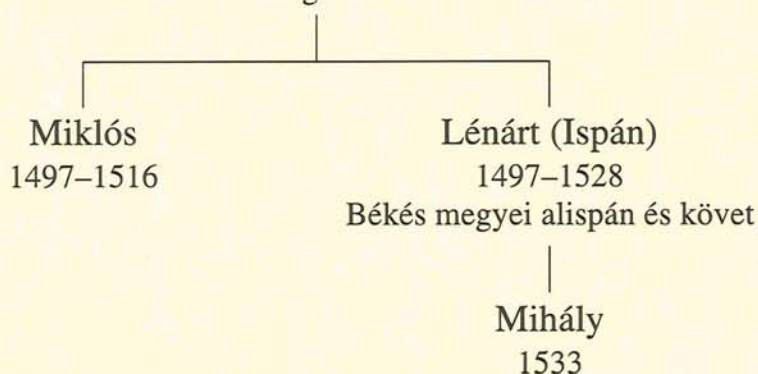 Miklós
1497–1516
Lénárt (Ispán)
1497–1528
Békés megyei alispán és követ
Mihály
1533